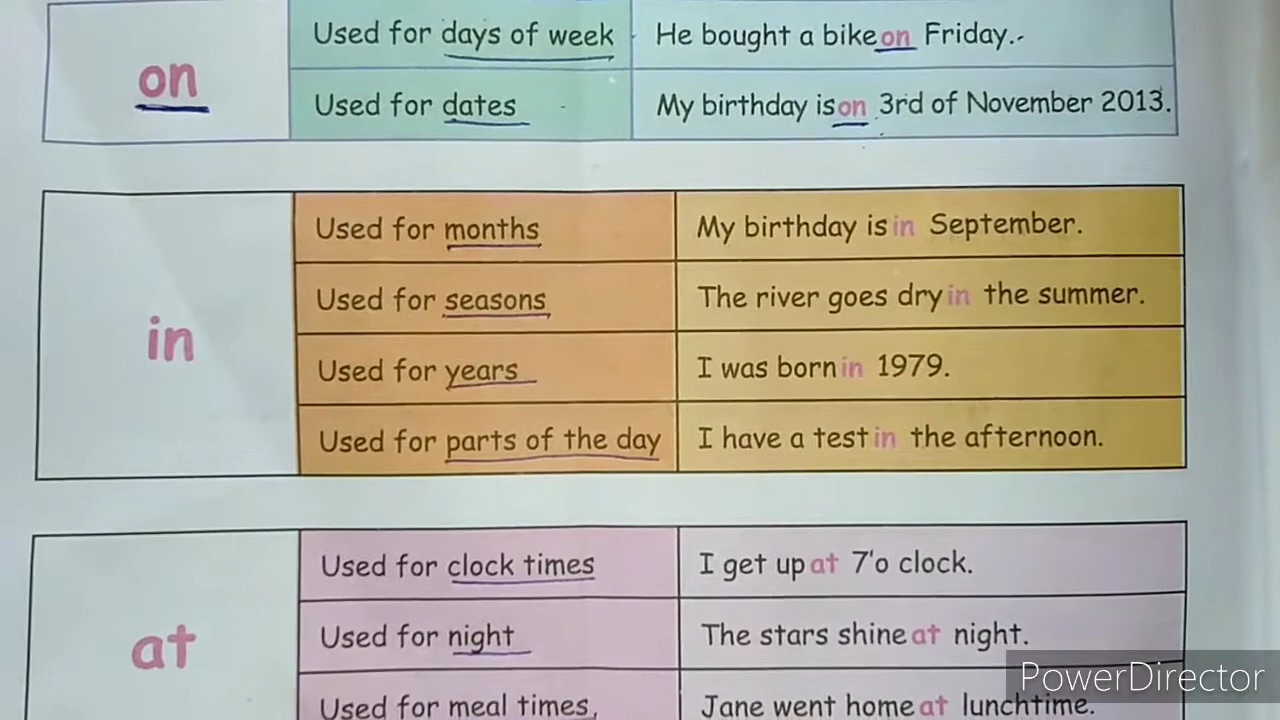 on
Used for days of week
He bought a bike on Friday.
Used for dates
My birthday is on 3rd of November 2013.
in
Used for months
My birthday is in September.
Used for seasons
The river goes dry in the summer.
Used for years
I was born in 1979.
Used for parts of the day
I have a test in the afternoon.
at
Used for clock times
I get up at 7'o clock.
Used for night
The stars shine at night.
Used for meal times,
Jane went home at lunchtime.
PowerDirector